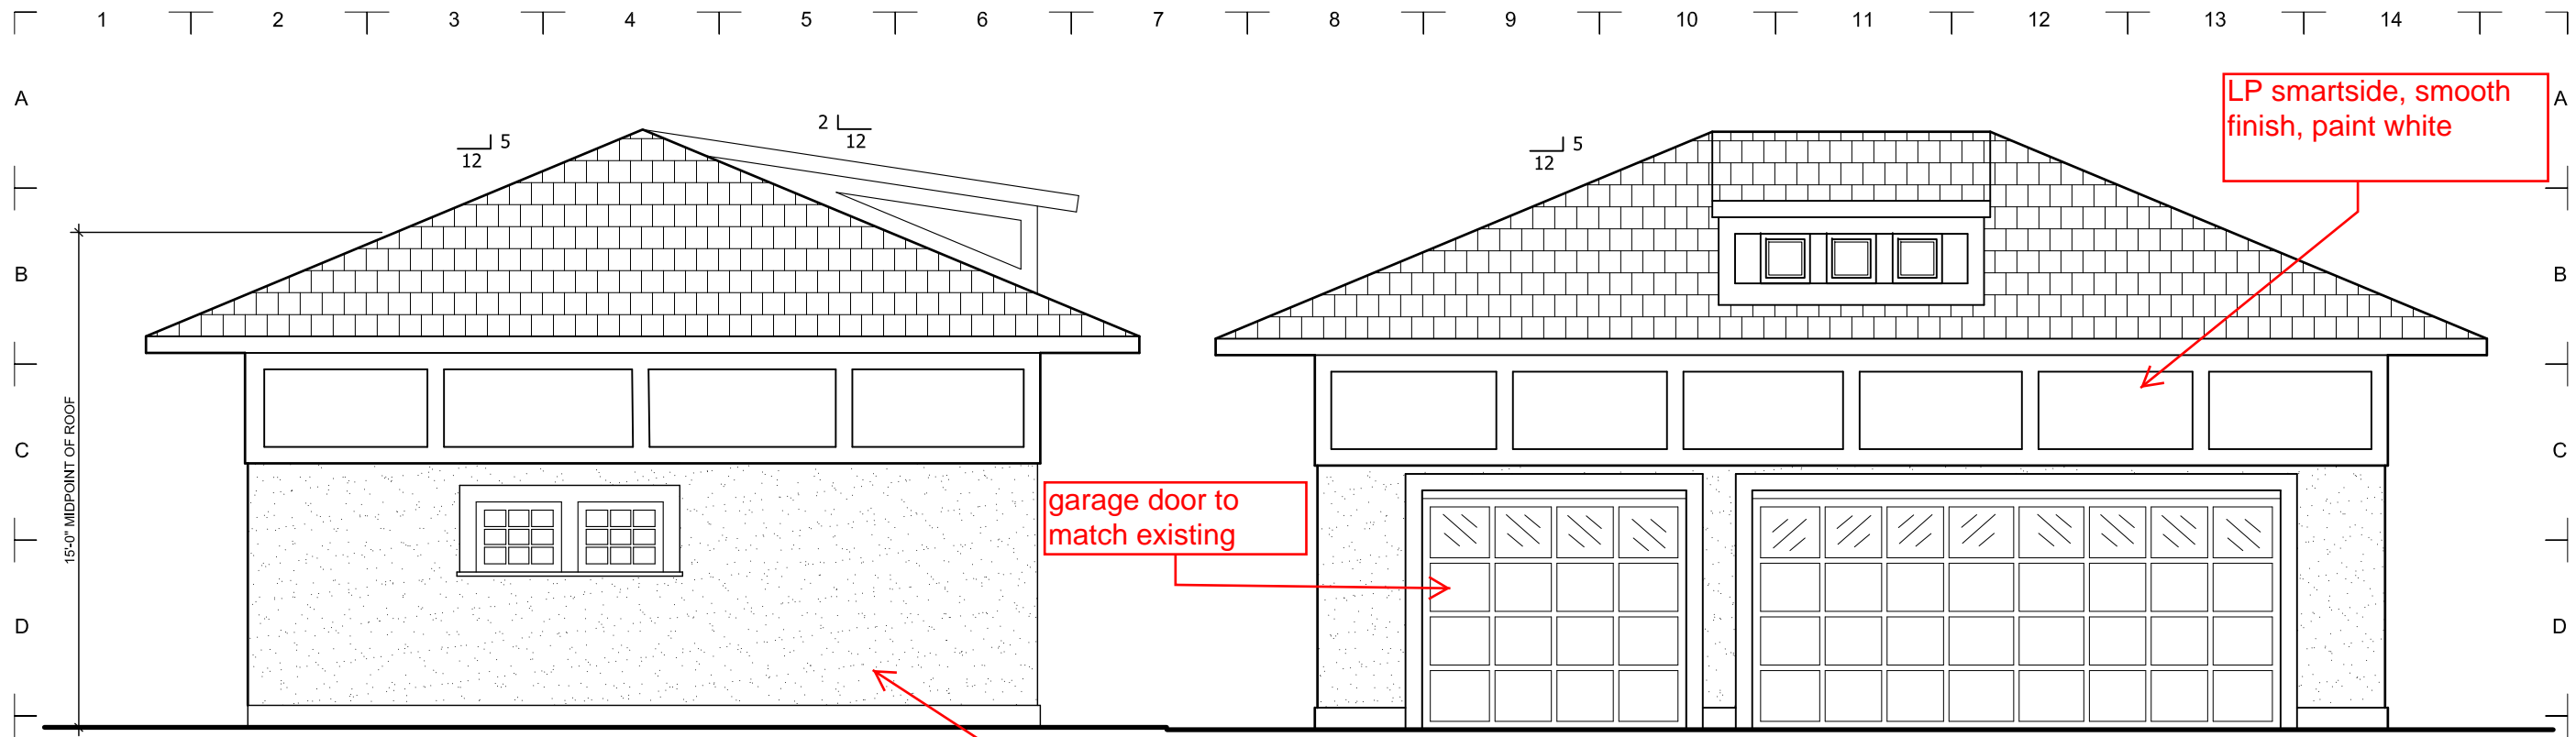 1 2 3 4 5 6 7 8 9 10 11 12 13 14
A A
LP smartside, smooth
finish, paint white
5
12
2
12
5
12
B B
15'-0" MIDPOINT OF ROOF
C C
garage door to
match existing
D D